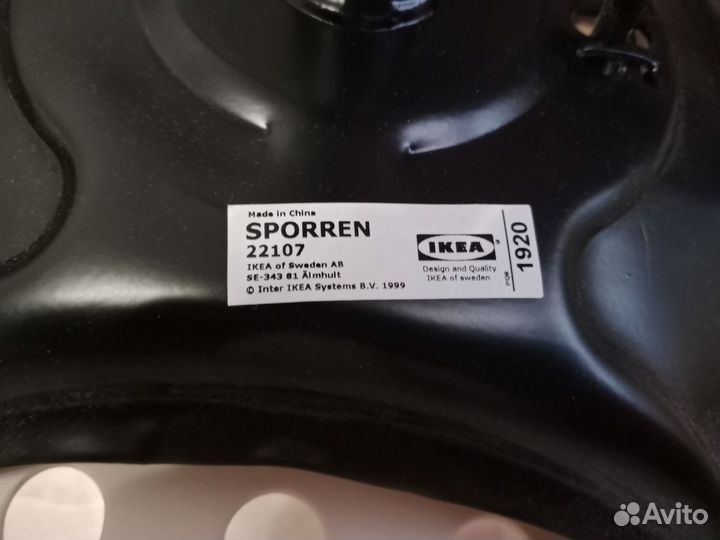 Made in China
SPORREN
22107
IKEA of Sweden AB
SE-343 81 Älmhult
© Inter IKEA Systems B.V. 1999
IKEA
Design and Quality
IKEA of sweden
PQW
1920
Avito